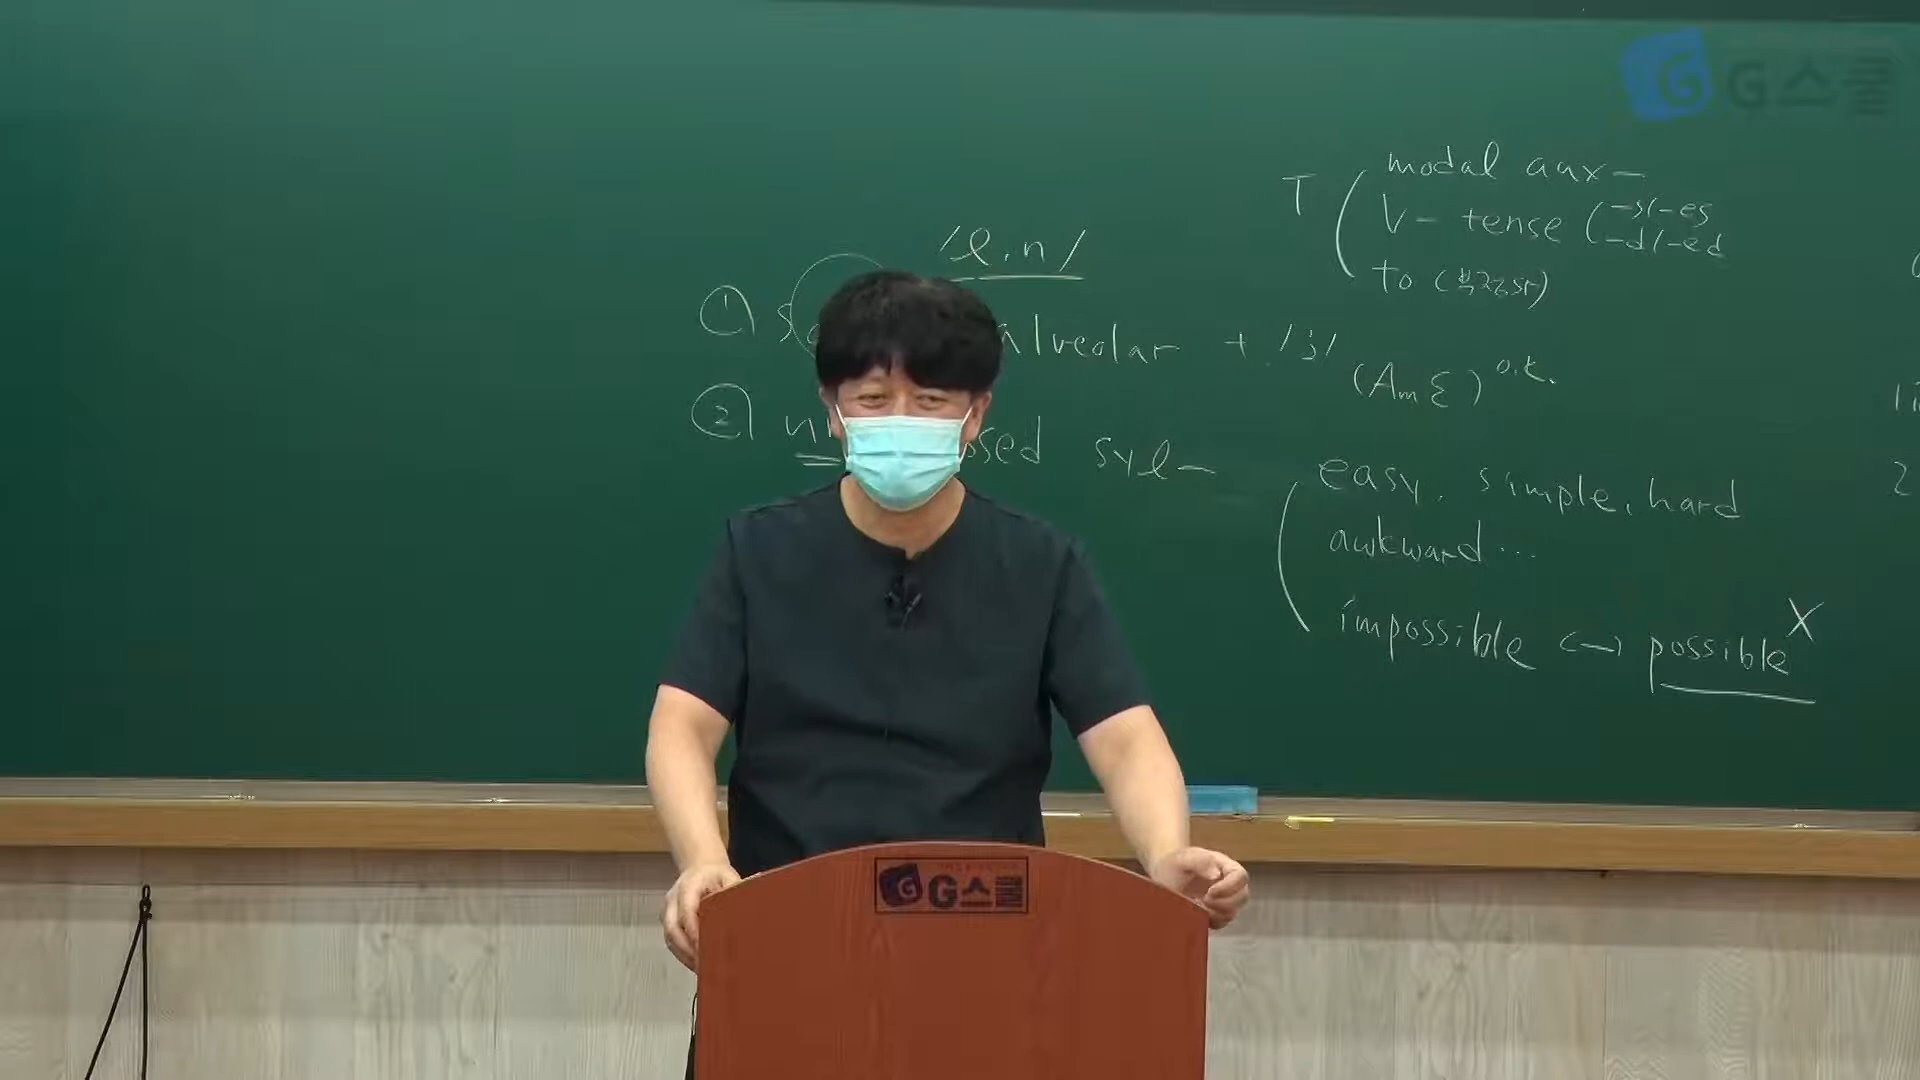 G스쿨
T
modal aux-
V- tense (-s/-es
-d/-ed
to (부정사)
/l, n/
① alveolar + /j/
(AmE) o.k.
② syl-
easy, simple, hard
awkward...
impossible ↔ possible X
G스쿨